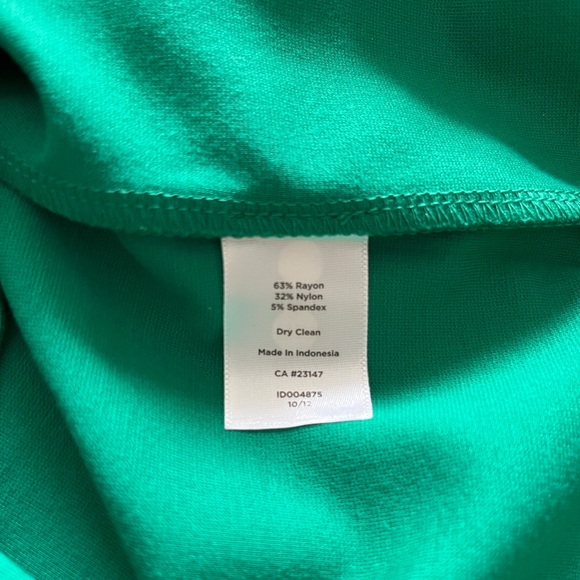 63% Rayon
32% Nylon
5% Spandex
Dry Clean
Made In Indonesia
CA #23147
ID004875
10/12